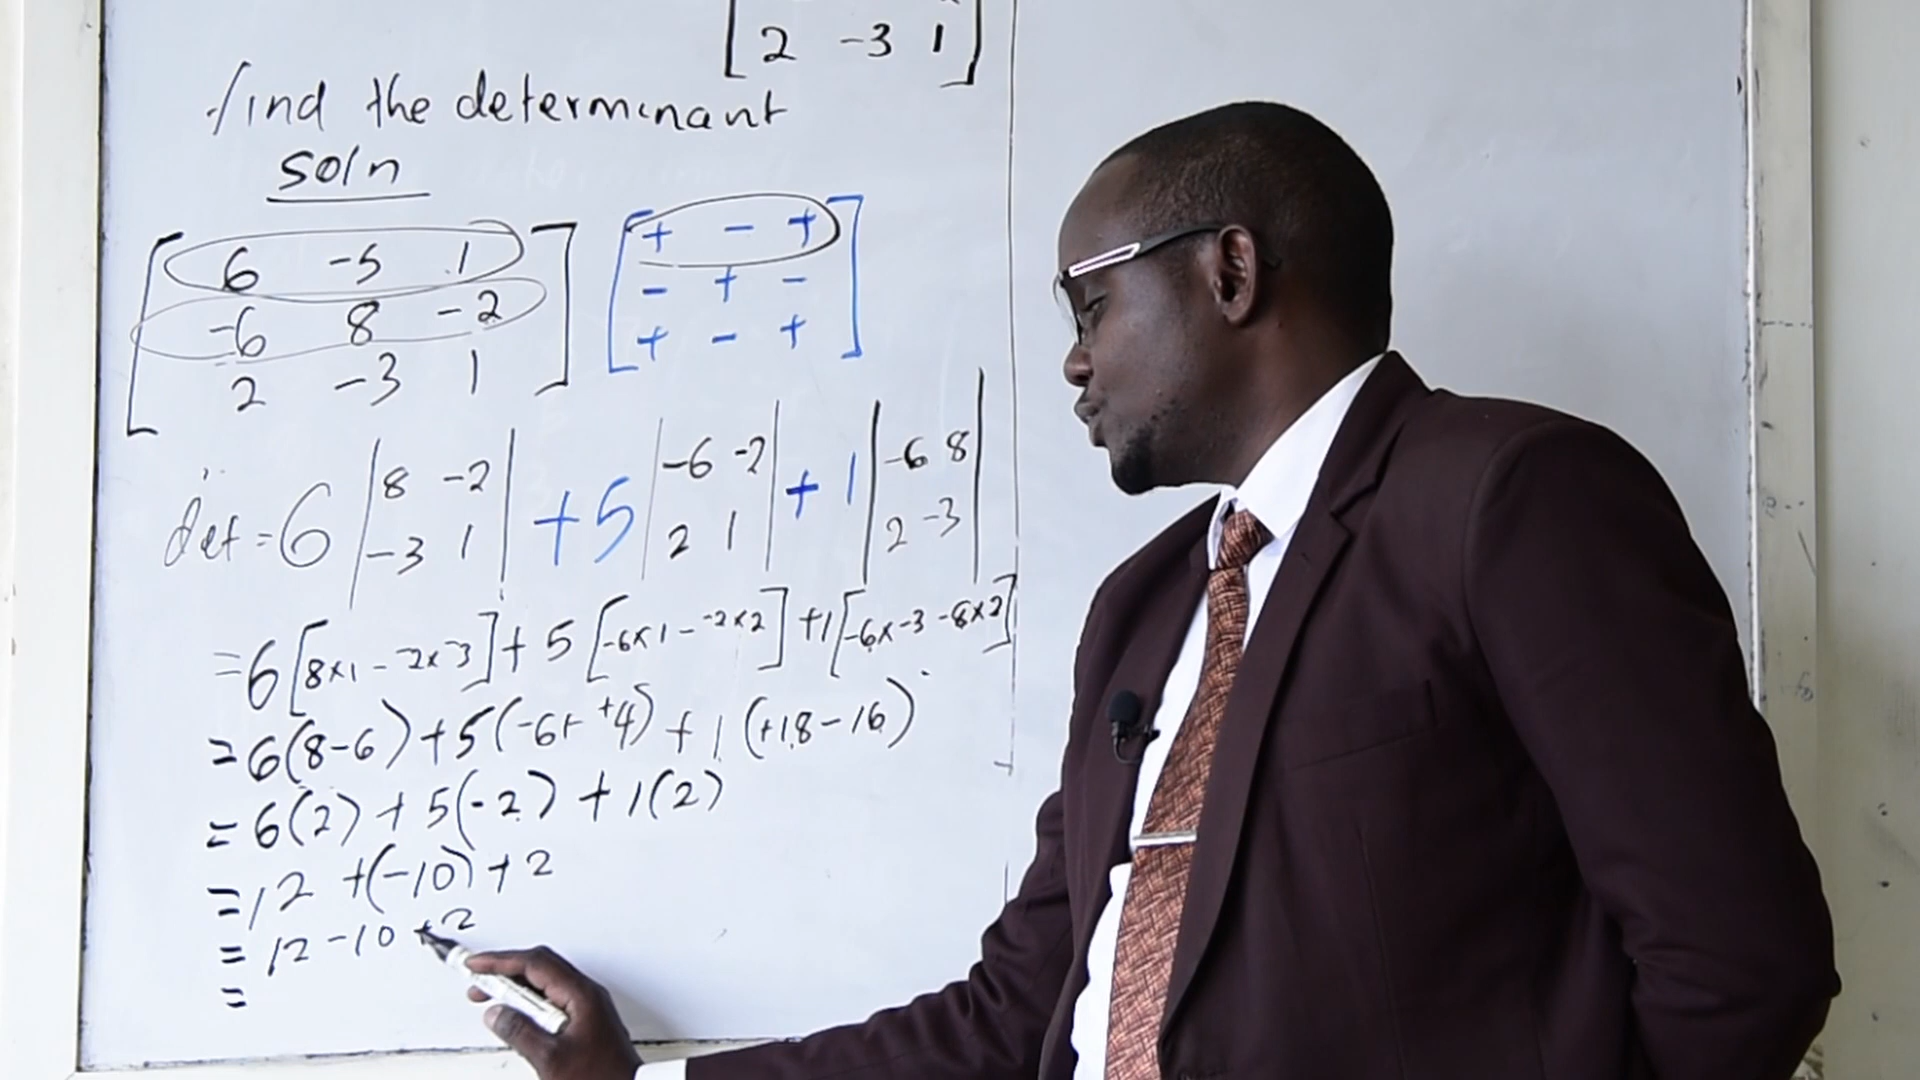 2 -3 1
find the determinant
soln
6 -5 1 + - +
-6 8 -2 - + -
2 -3 1 + - +
det = 6 |8 -2| + 5 |-6 -2| + 1 |-6 8|
|-3 1| |2 1| |2 -3|
= 6 [8×1 - -2×-3] + 5 [-6×1 - -2×2] + 1 [-6×-3 - 8×2]
= 6(8-6) + 5(-6+ +4) + 1 (+18-16)
= 6(2) + 5(-2) + 1(2)
= 12 +(-10) + 2
= 12 -10 +2
=